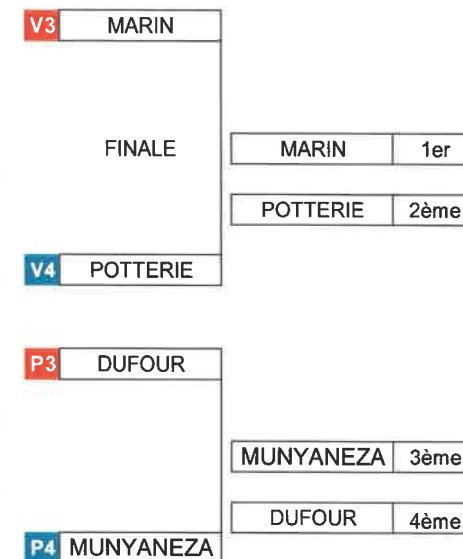 V3 MARIN
FINALE
MARIN 1er
POTTERIE 2ème
V4 POTTERIE
P3 DUFOUR
MUNYANEZA 3ème
DUFOUR 4ème
P4 MUNYANEZA